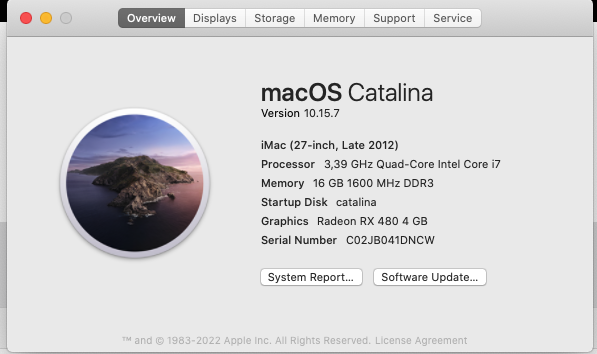 Overview Displays Storage Memory Support Service
macOS Catalina
Version 10.15.7
iMac (27-inch, Late 2012)
Processor 3,39 GHz Quad-Core Intel Core i7
Memory 16 GB 1600 MHz DDR3
Startup Disk catalina
Graphics Radeon RX 480 4 GB
Serial Number C02JB041DNCW
System Report... Software Update...
™ and © 1983-2022 Apple Inc. All Rights Reserved. License Agreement